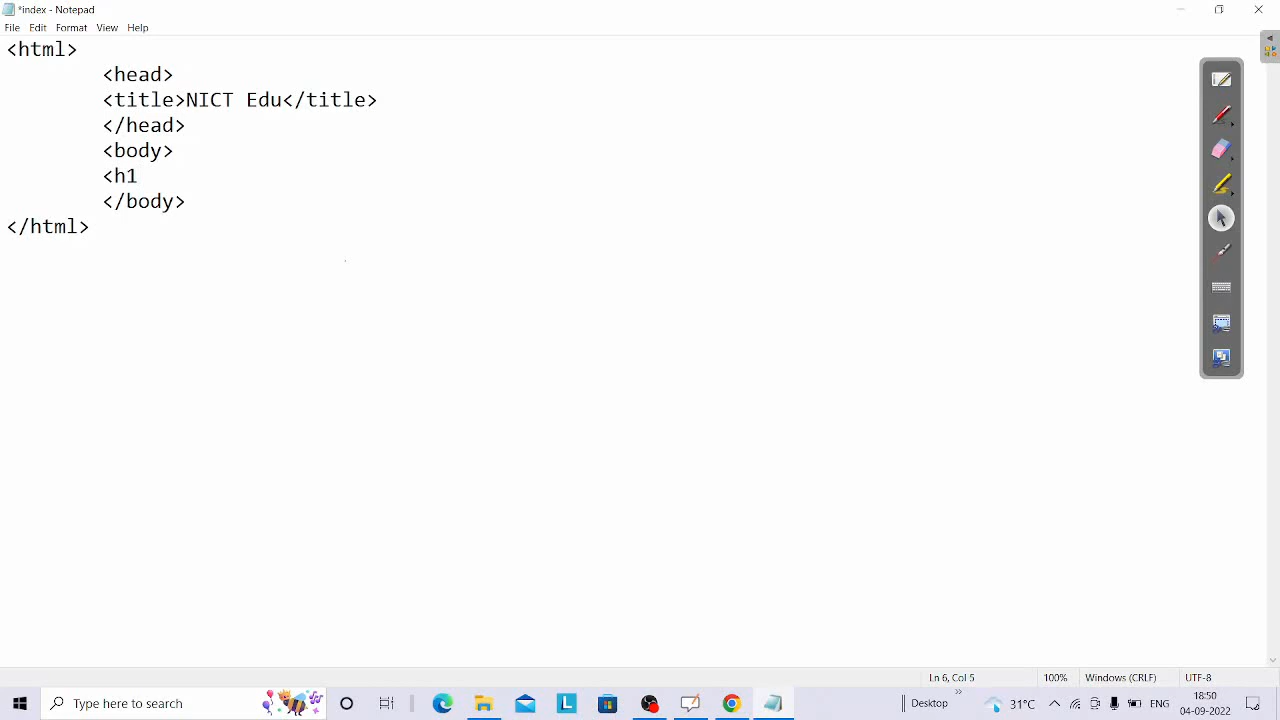 *index - Notepad
File Edit Format View Help
<html>
<head>
<title>NICT Edu</title>
</head>
<body>
<h1
</body>
</html>
Ln 6, Col 5 100% Windows (CRLF) UTF-8
Type here to search
L
Desktop
31°C
ENG
18:50
04-09-2022